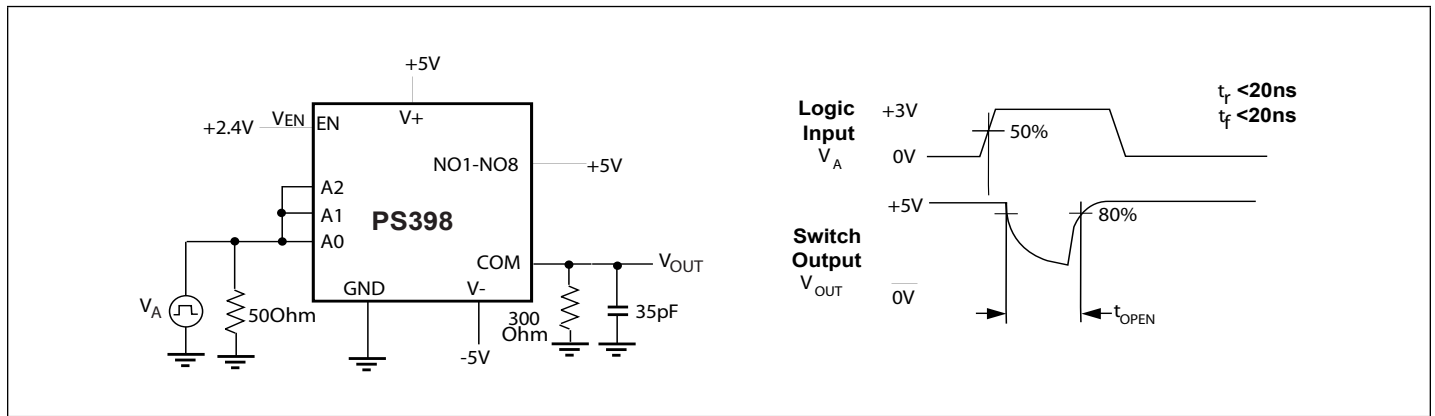 +5V
+2.4V
VEN
EN
V+
NO1-NO8
+5V
A2
A1
A0
PS398
COM
VOUT
GND
V-
VA
50Ohm
-5V
300
Ohm
35pF
Logic
Input
VA
+3V
0V
50%
tr <20ns
tf <20ns
+5V
80%
Switch
Output
VOUT
0V
tOPEN